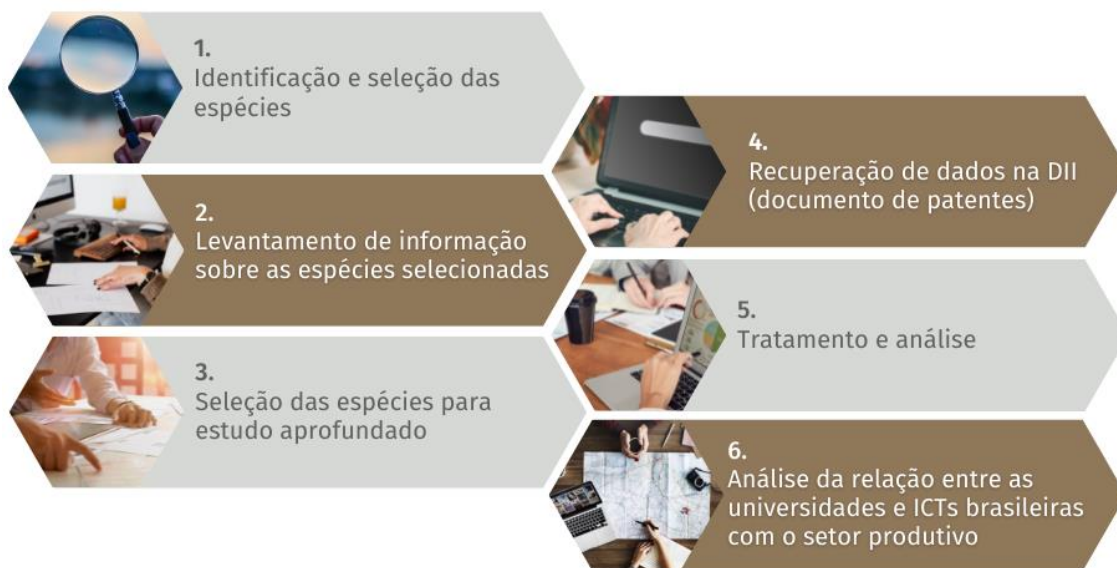 1.
Identificação e seleção das
espécies
2.
Levantamento de informação
sobre as espécies selecionadas
3.
Seleção das espécies para
estudo aprofundado
4.
Recuperação de dados na DII
(documento de patentes)
5.
Tratamento e análise
6.
Análise da relação entre as
universidades e ICTs brasileiras
com o setor produtivo